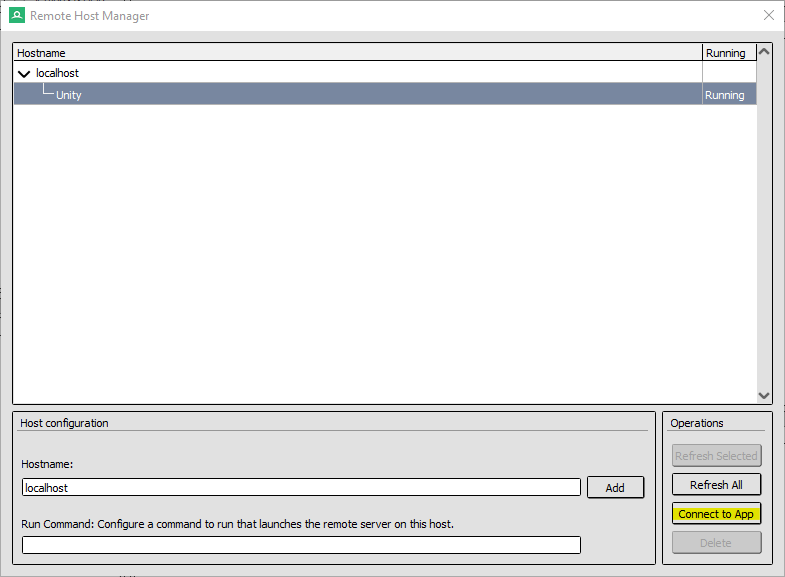 Remote Host Manager
Hostname Running
localhost
Unity Running
Host configuration
Hostname:
localhost
Add
Run Command: Configure a command to run that launches the remote server on this host.
Operations
Refresh Selected
Refresh All
Connect to App
Delete